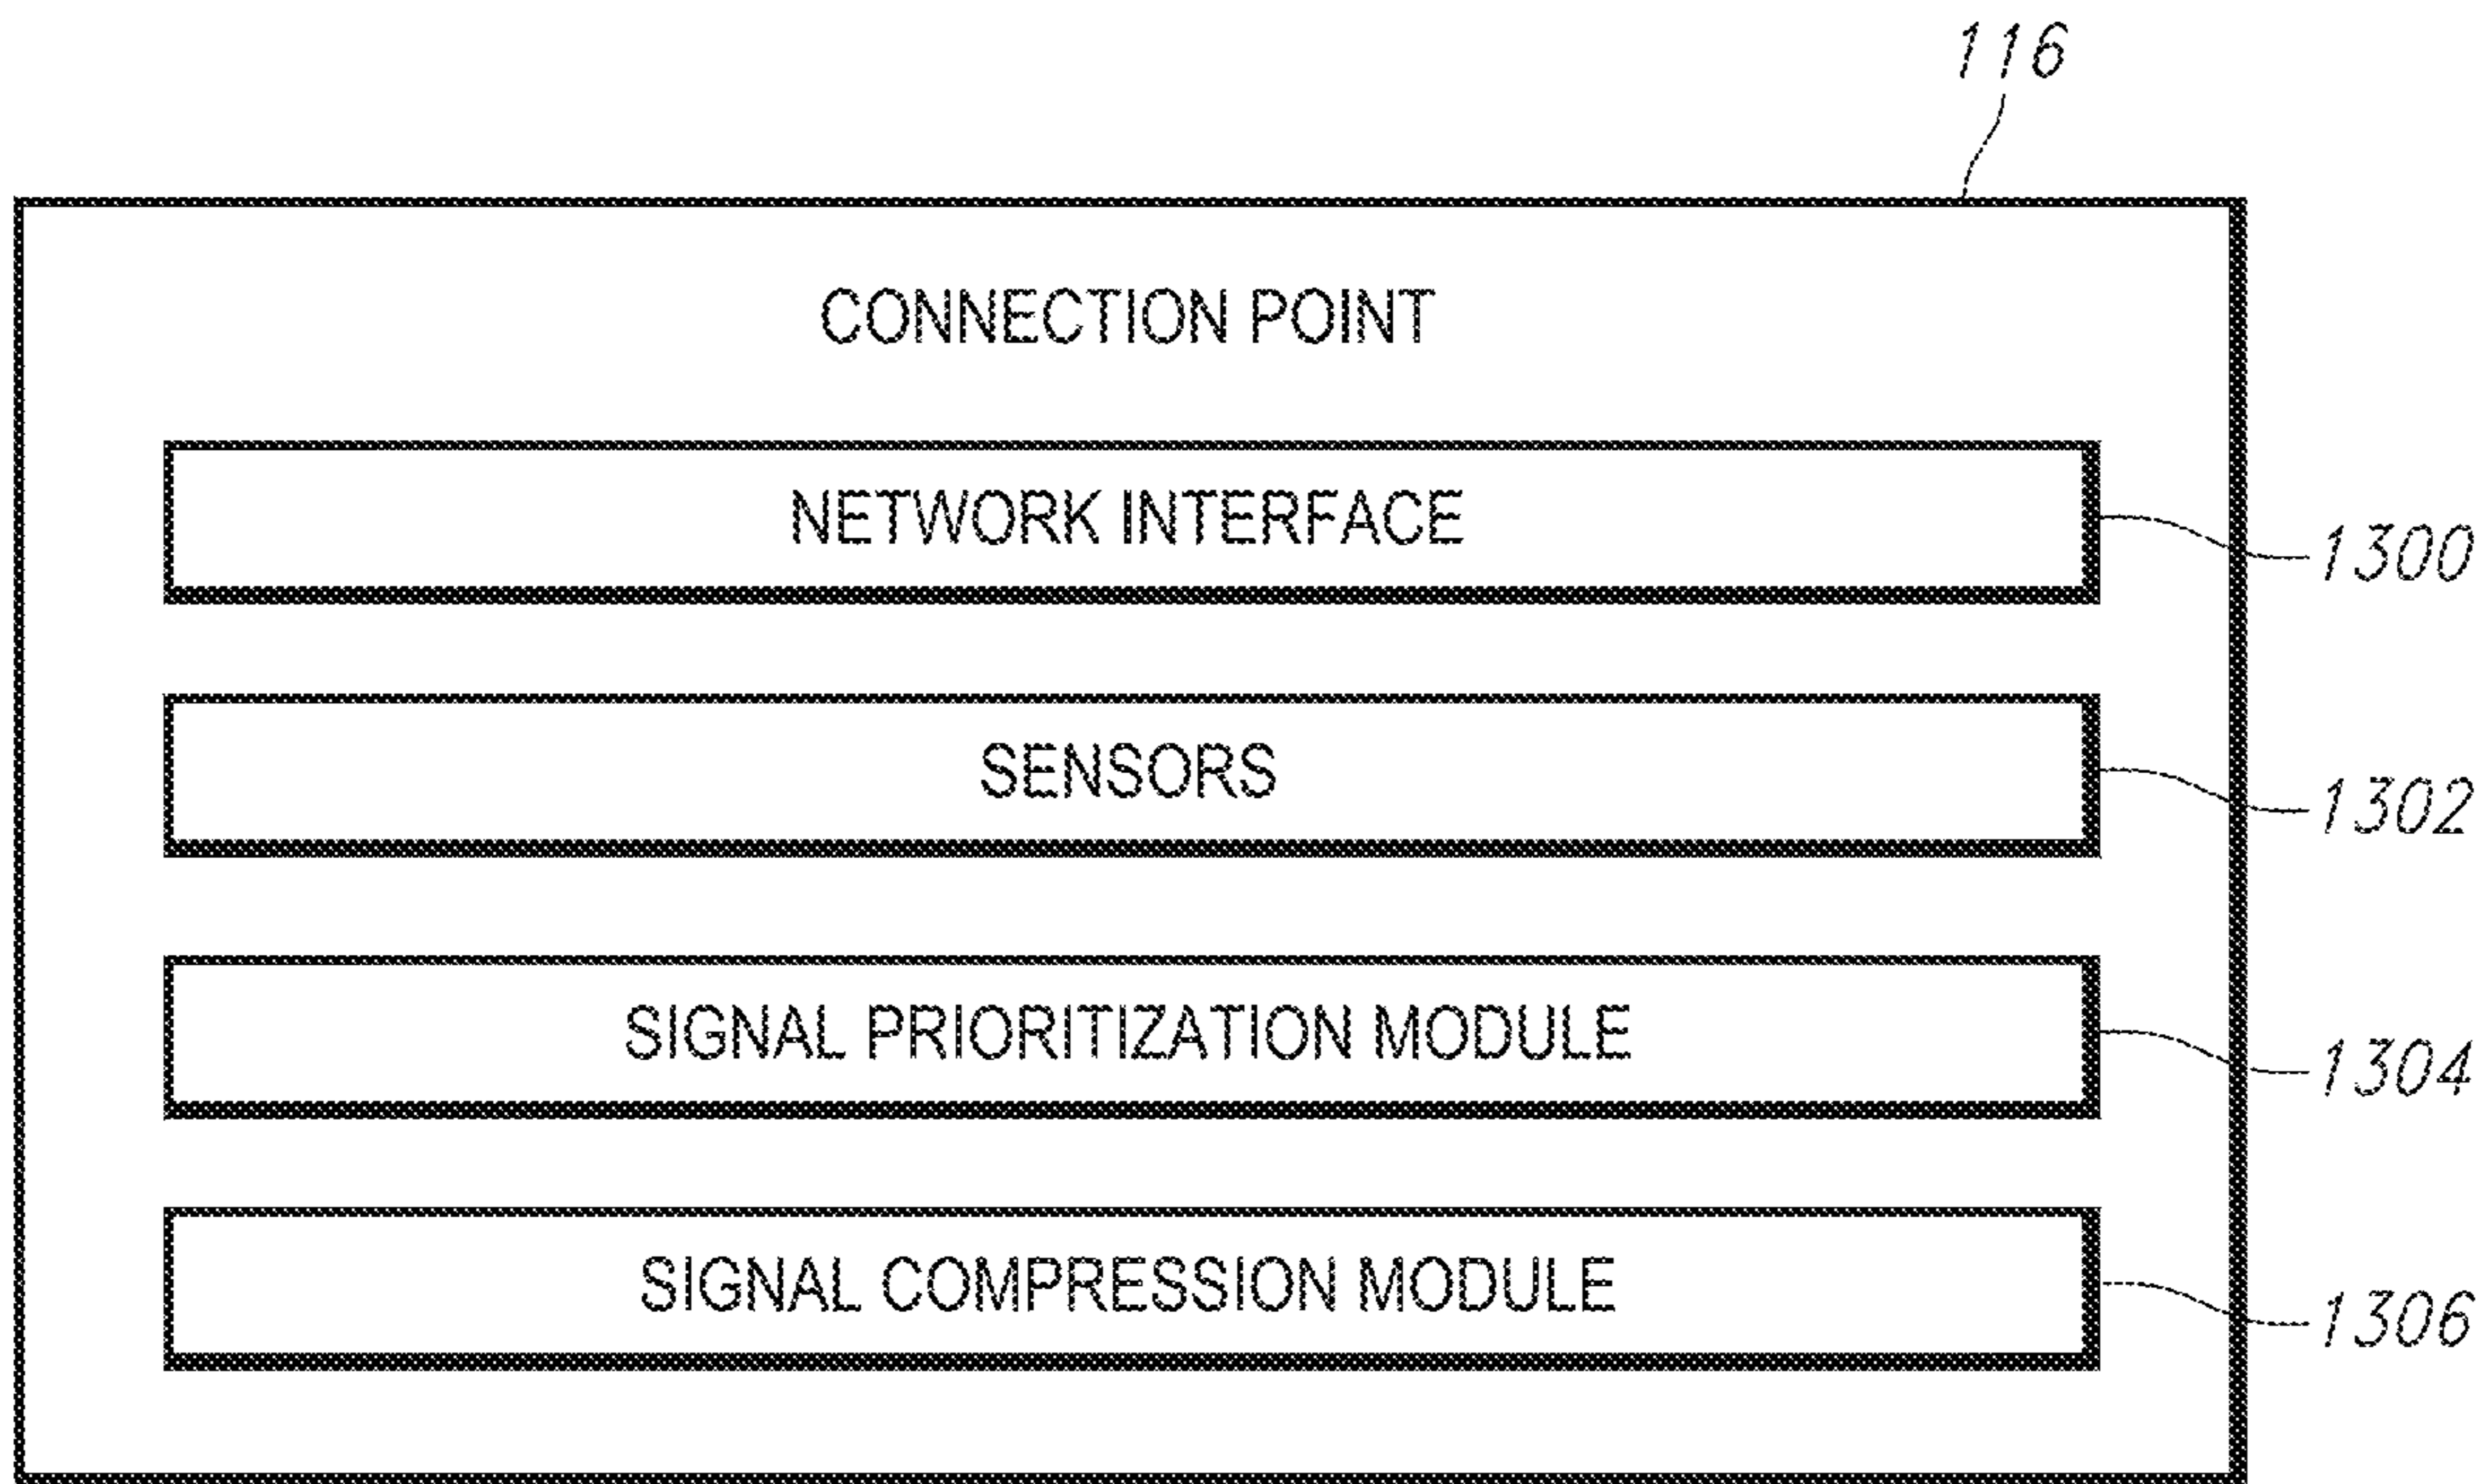 116
CONNECTION POINT
NETWORK INTERFACE
1300
SENSORS
1302
SIGNAL PRIORITIZATION MODULE
1304
SIGNAL COMPRESSION MODULE
1306